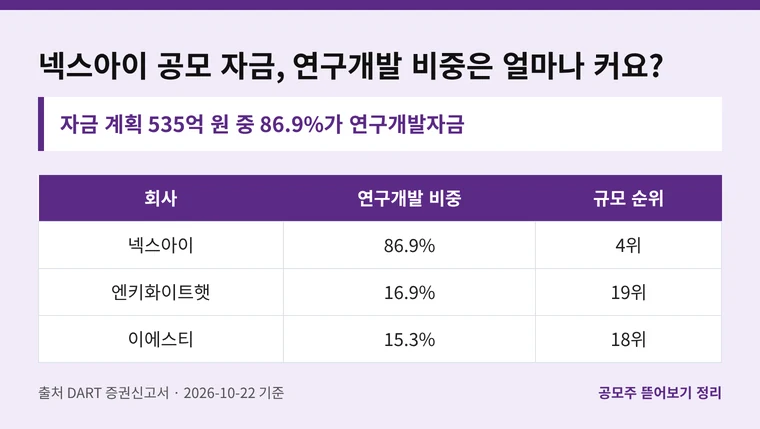 넥스아이 공모 자금, 연구개발 비중은 얼마나 커요?
자금 계획 535억 원 중 86.9%가 연구개발자금
회사 연구개발 비중 규모 순위
넥스아이 86.9% 4위
엔키화이트햇 16.9% 19위
이에스티 15.3% 18위
출처 DART 증권신고서 · 2026-10-22 기준 공모주 뜯어보기 정리